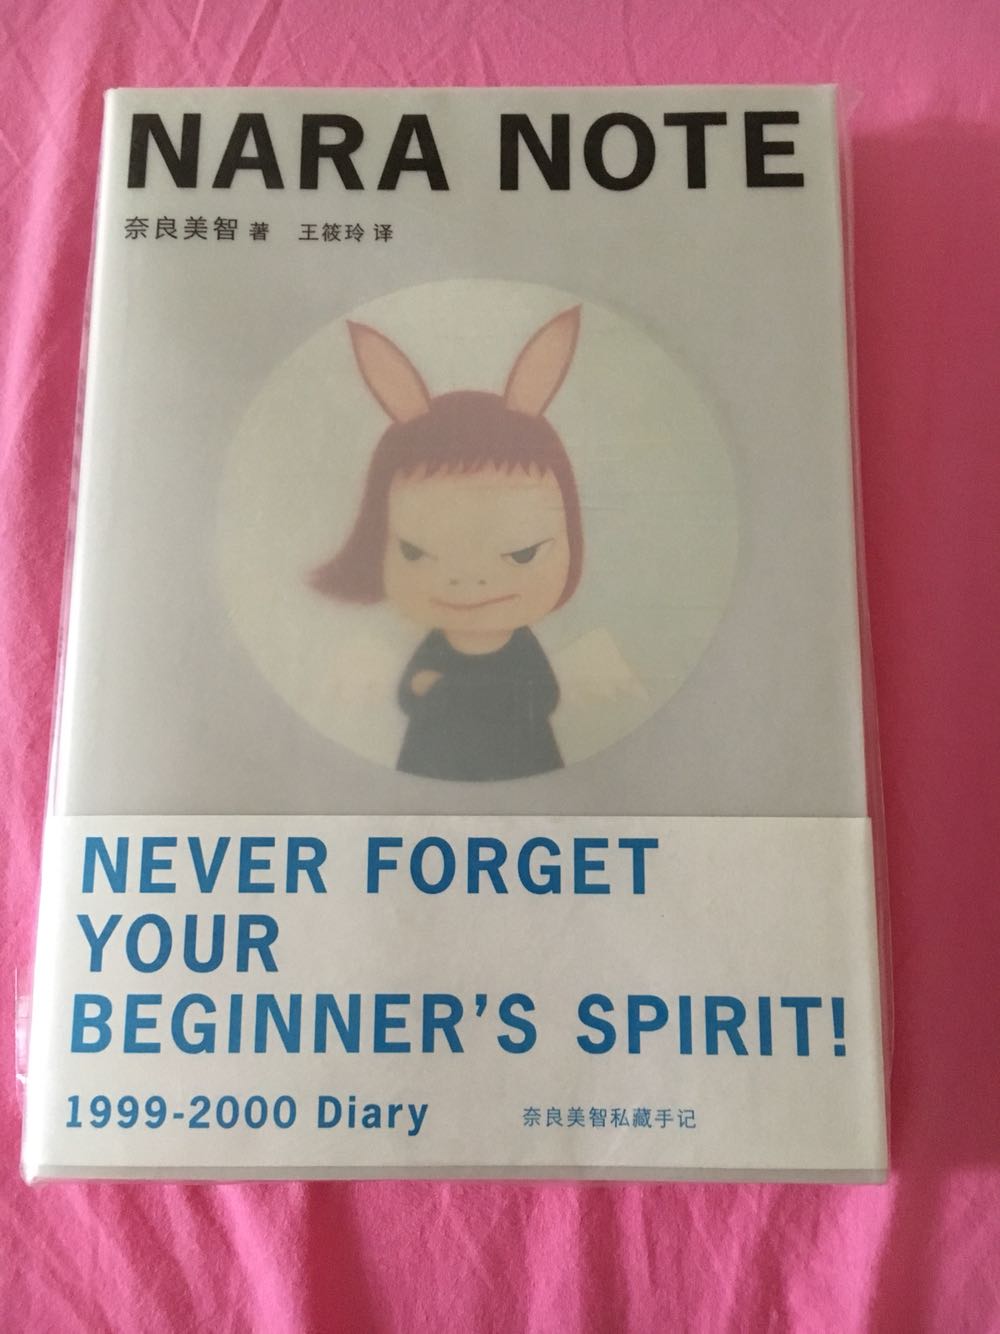 NARA NOTE
奈良美智 著 王筱玲 译
NEVER FORGET
YOUR
BEGINNER'S SPIRIT!
1999-2000 Diary 奈良美智私藏手记